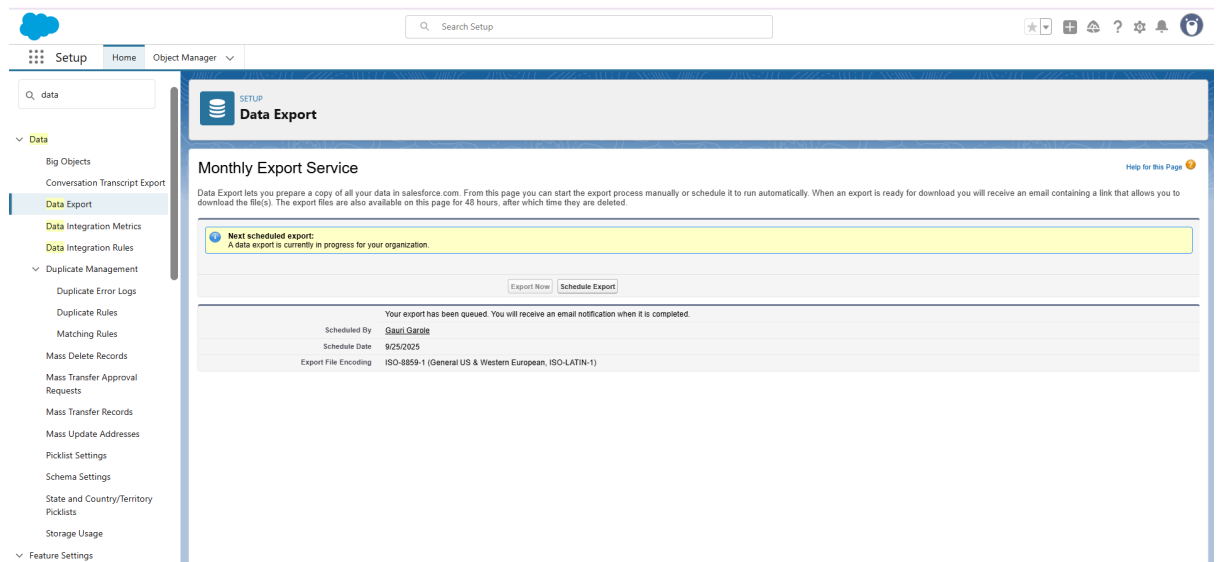 Search Setup
Setup
Home
Object Manager
data
Data
Big Objects
Conversation Transcript Export
Data Export
Data Integration Metrics
Data Integration Rules
Duplicate Management
Duplicate Error Logs
Duplicate Rules
Matching Rules
Mass Delete Records
Mass Transfer Approval
Requests
Mass Transfer Records
Mass Update Addresses
Picklist Settings
Schema Settings
State and Country/Territory
Picklists
Storage Usage
Feature Settings
SETUP
Data Export
Monthly Export Service
Help for this Page
Data Export lets you prepare a copy of all your data in salesforce.com. From this page you can start the export process manually or schedule it to run automatically. When an export is ready for download you will receive an email containing a link that allows you to
download the file(s). The export files are also available on this page for 48 hours, after which time they are deleted.
Next scheduled export:
A data export is currently in progress for your organization.
Export Now Schedule Export
Your export has been queued. You will receive an email notification when it is completed.
Scheduled By Gauri Garole
Schedule Date 9/25/2025
Export File Encoding ISO-8859-1 (General US & Western European, ISO-LATIN-1)